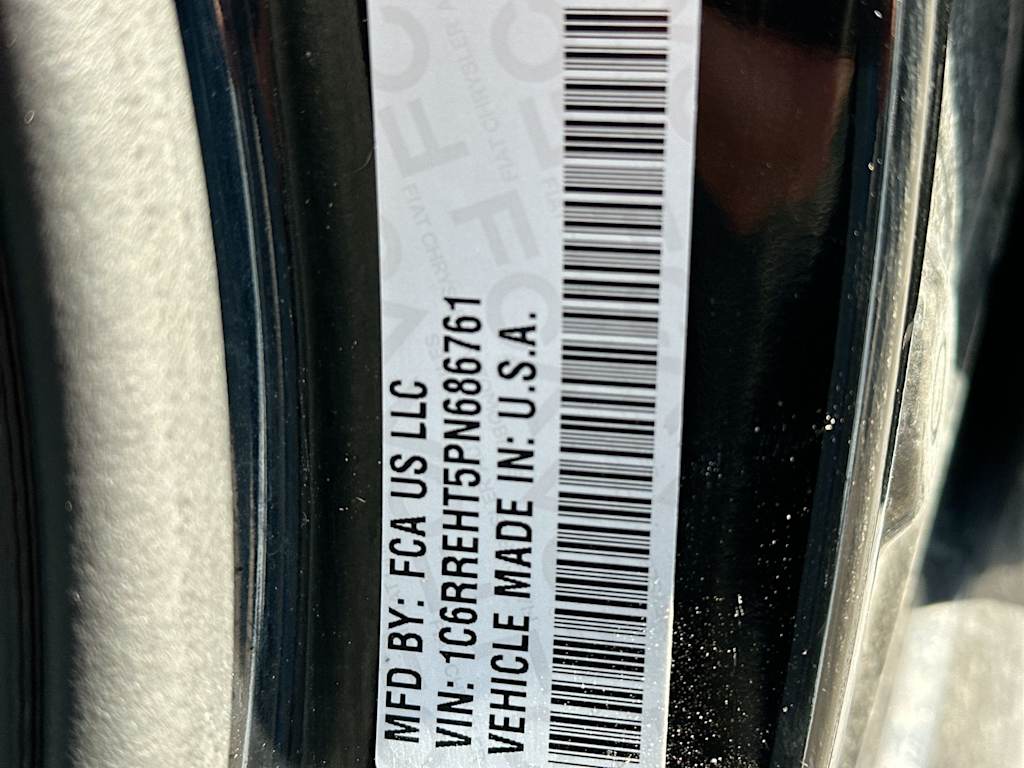 MFD BY: FCA US LLC
VIN: 1C6RREHT5PN686761
VEHICLE MADE IN: U.S.A.